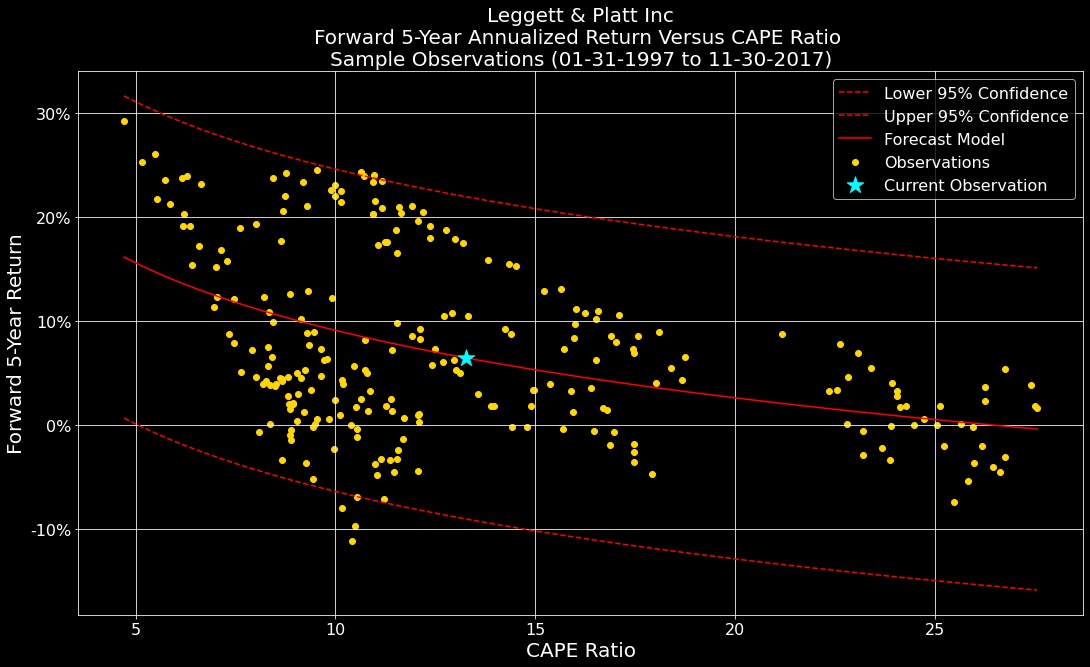 Leggett & Platt Inc
Forward 5-Year Annualized Return Versus CAPE Ratio
Sample Observations (01-31-1997 to 11-30-2017)
Lower 95% Confidence
Upper 95% Confidence
Forecast Model
Observations
Current Observation
Forward 5-Year Return
30%
20%
10%
0%
-10%
5
10
15
20
25
CAPE Ratio